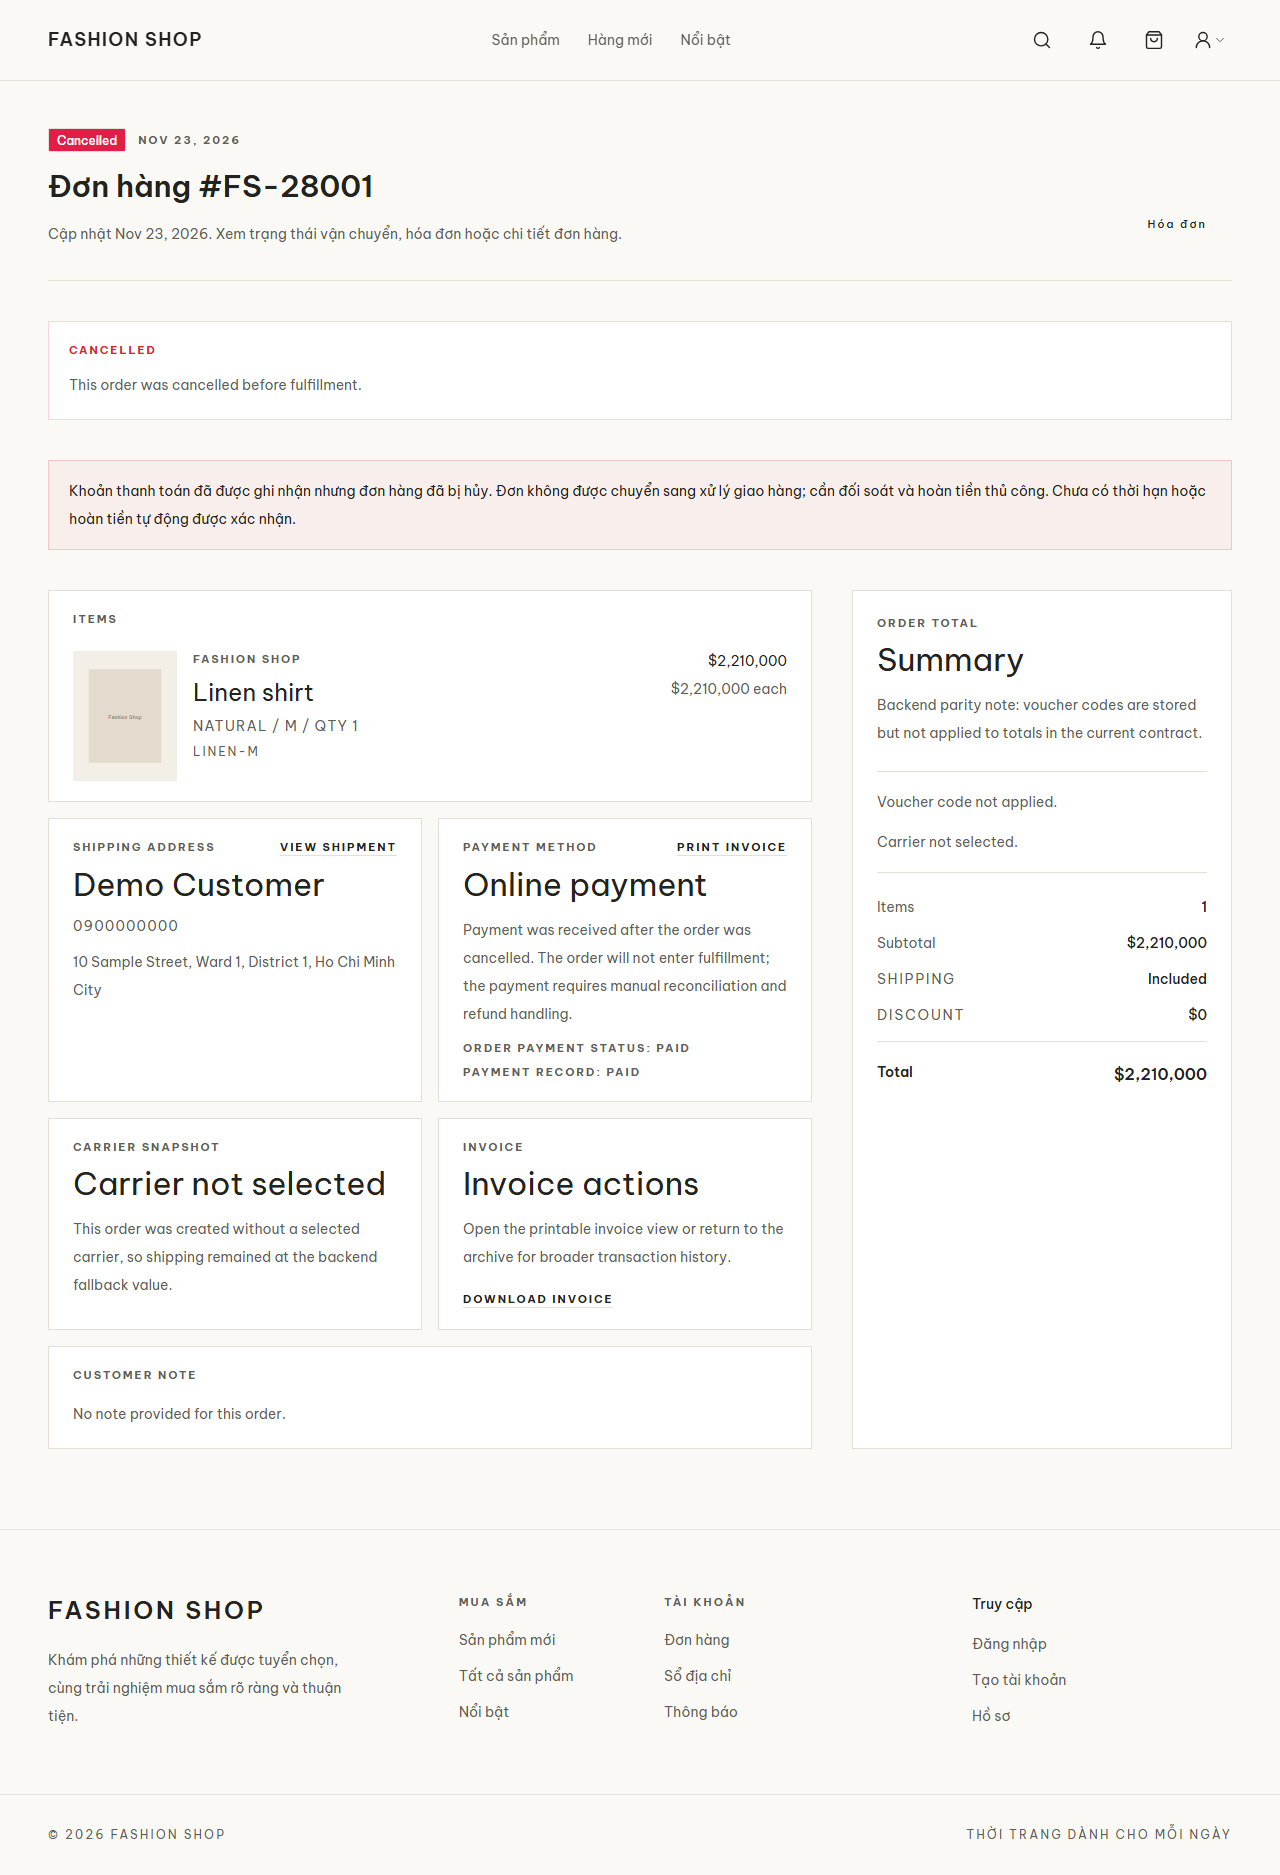 FASHION SHOP
Sản phẩm
Hàng mới
Nổi bật
Cancelled
NOV 23, 2026
Đơn hàng #FS-28001
Cập nhật Nov 23, 2026. Xem trạng thái vận chuyển, hóa đơn hoặc chi tiết đơn hàng.
Hóa đơn
CANCELLED
This order was cancelled before fulfillment.
Khoản thanh toán đã được ghi nhận nhưng đơn hàng đã bị hủy. Đơn không được chuyển sang xử lý giao hàng; cần đối soát và hoàn tiền thủ công. Chưa có thời hạn hoặc
hoàn tiền tự động được xác nhận.
ITEMS
Fashion Shop
FASHION SHOP
Linen shirt
NATURAL / M / QTY 1
LINEN-M
$2,210,000
$2,210,000 each
SHIPPING ADDRESS
VIEW SHIPMENT
Demo Customer
0900000000
10 Sample Street, Ward 1, District 1, Ho Chi Minh
City
PAYMENT METHOD
PRINT INVOICE
Online payment
Payment was received after the order was
cancelled. The order will not enter fulfillment;
the payment requires manual reconciliation and
refund handling.
ORDER PAYMENT STATUS: PAID
PAYMENT RECORD: PAID
CARRIER SNAPSHOT
Carrier not selected
This order was created without a selected
carrier, so shipping remained at the backend
fallback value.
INVOICE
Invoice actions
Open the printable invoice view or return to the
archive for broader transaction history.
DOWNLOAD INVOICE
CUSTOMER NOTE
No note provided for this order.
ORDER TOTAL
Summary
Backend parity note: voucher codes are stored
but not applied to totals in the current contract.
Voucher code not applied.
Carrier not selected.
Items 1
Subtotal $2,210,000
SHIPPING Included
DISCOUNT $0
Total $2,210,000
FASHION SHOP
Khám phá những thiết kế được tuyển chọn,
cùng trải nghiệm mua sắm rõ ràng và thuận
tiện.
MUA SẮM
Sản phẩm mới
Tất cả sản phẩm
Nổi bật
TÀI KHOẢN
Đơn hàng
Sổ địa chỉ
Thông báo
Truy cập
Đăng nhập
Tạo tài khoản
Hồ sơ
© 2026 FASHION SHOP
THỜI TRANG DÀNH CHO MỖI NGÀY